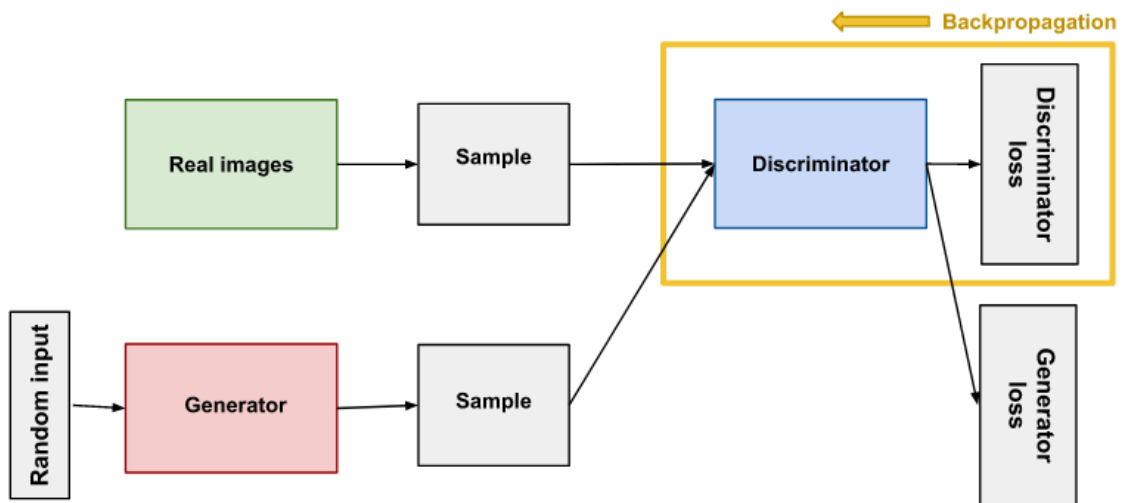 Backpropagation
Real images
Sample
Discriminator
Discriminator
loss
Random input
Generator
Sample
Generator
loss